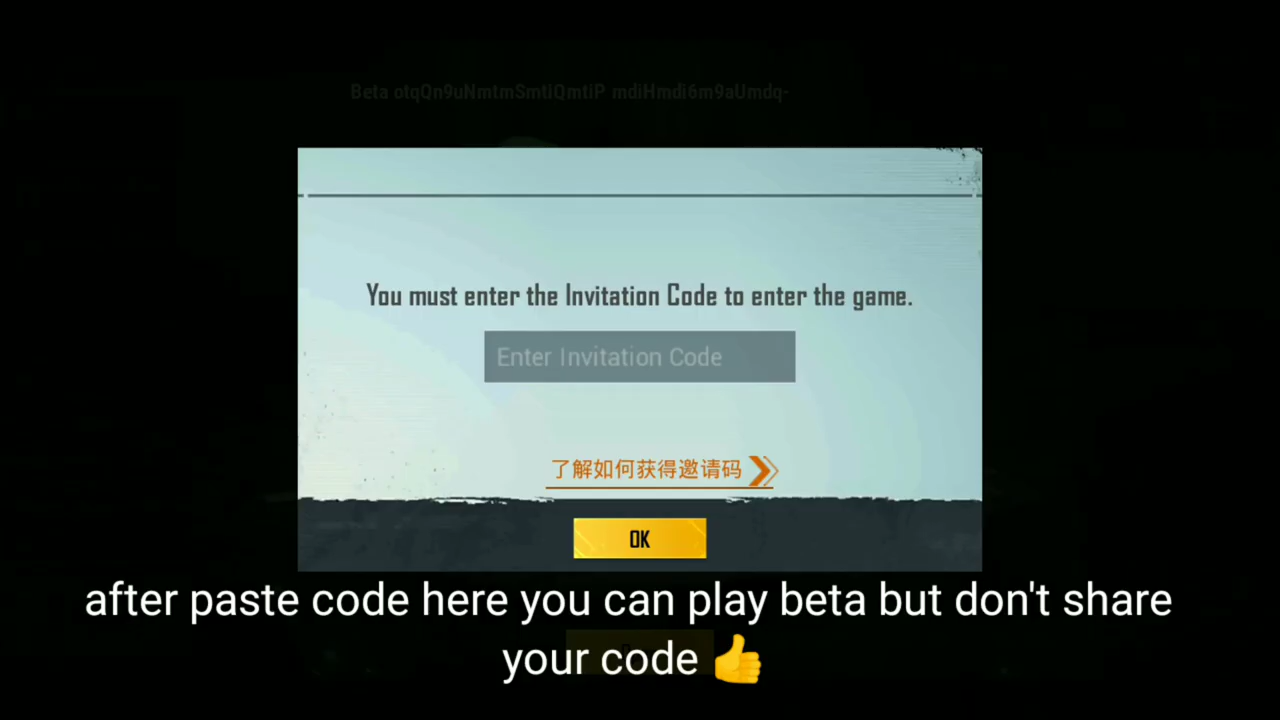 You must enter the Invitation Code to enter the game.
Enter Invitation Code
了解如何获得邀请码
OK
after paste code here you can play beta but don't share
your code 👍